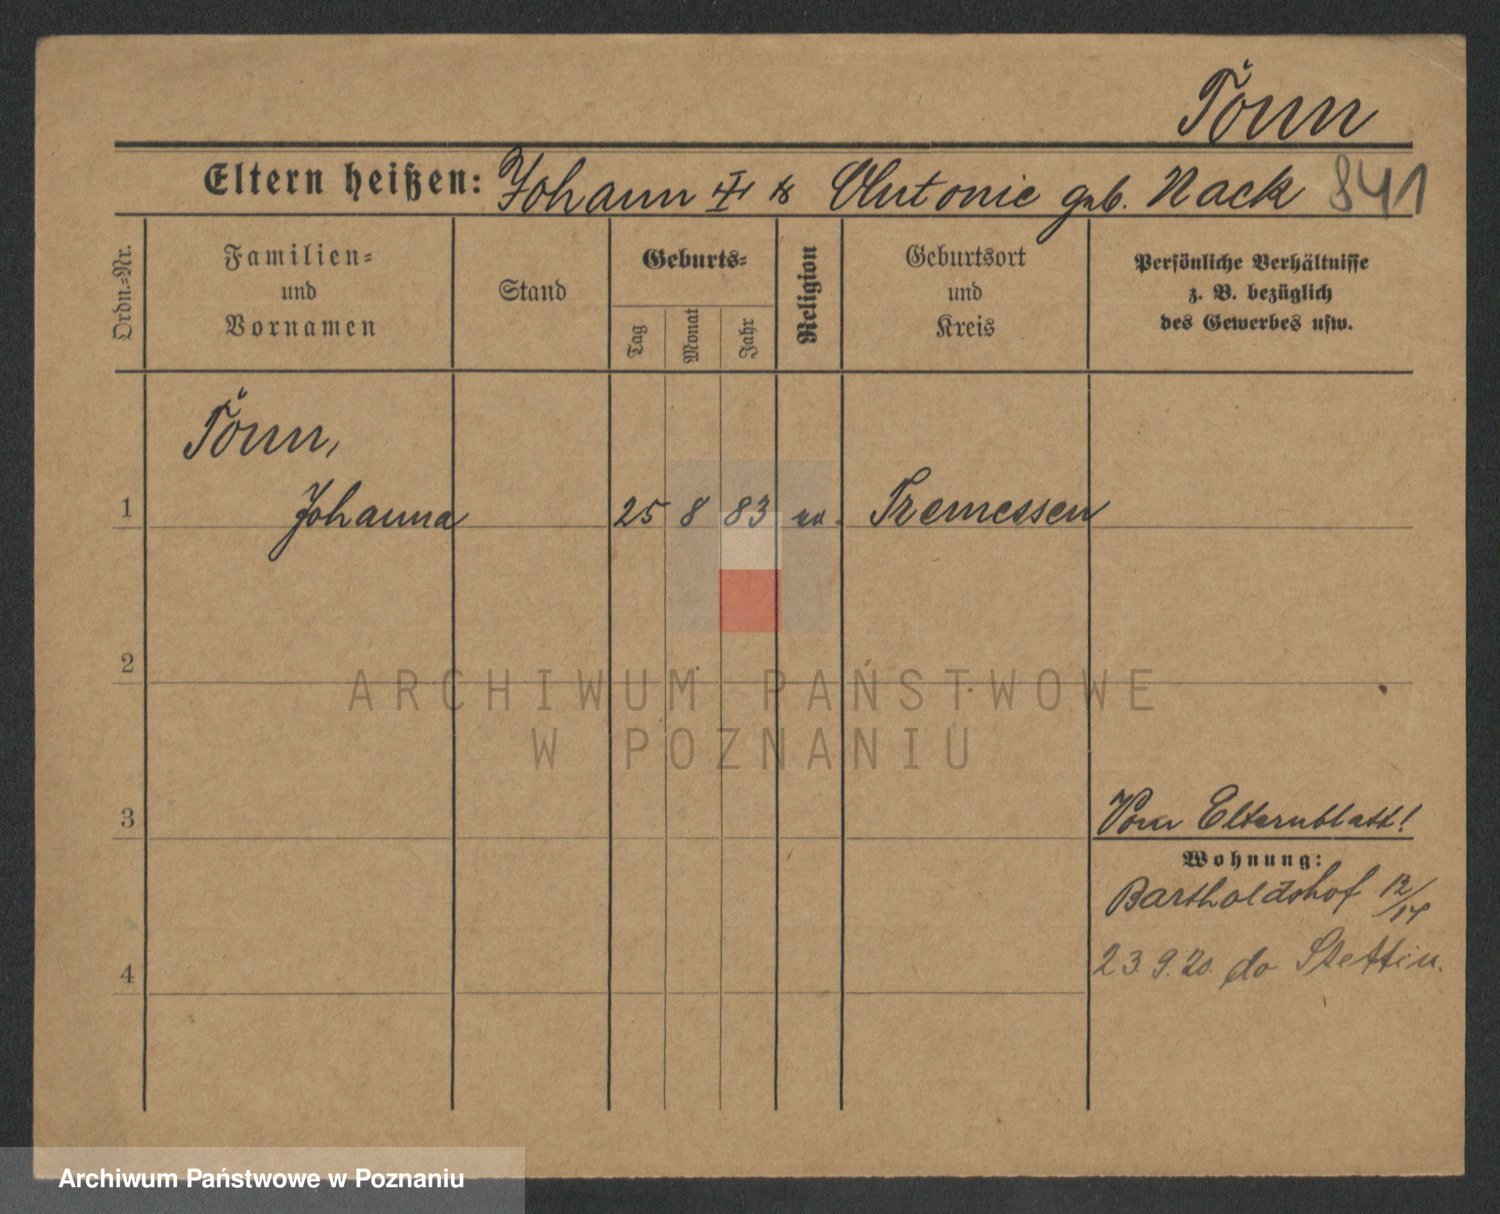 Tönn
Eltern heißen: Johann III & Antonie geb. Nack 841
Ordn.-Nr.
Familien- und Vornamen
Stand
Geburts-
Tag
Monat
Jahr
Religion
Geburtsort und Kreis
Persönliche Verhältnisse
z. B. bezüglich
des Gewerbes usw.
Tönn,
1 Johanna 25 8 83 ev. Tremessen
2
ARCHIWUM PAŃSTWOWE
W POZNANIU
3 Vom Elternblatt!
Wohnung:
Bartholdshof 12/14
4 23.9.20. do Stettin.
Archiwum Państwowe w Poznaniu